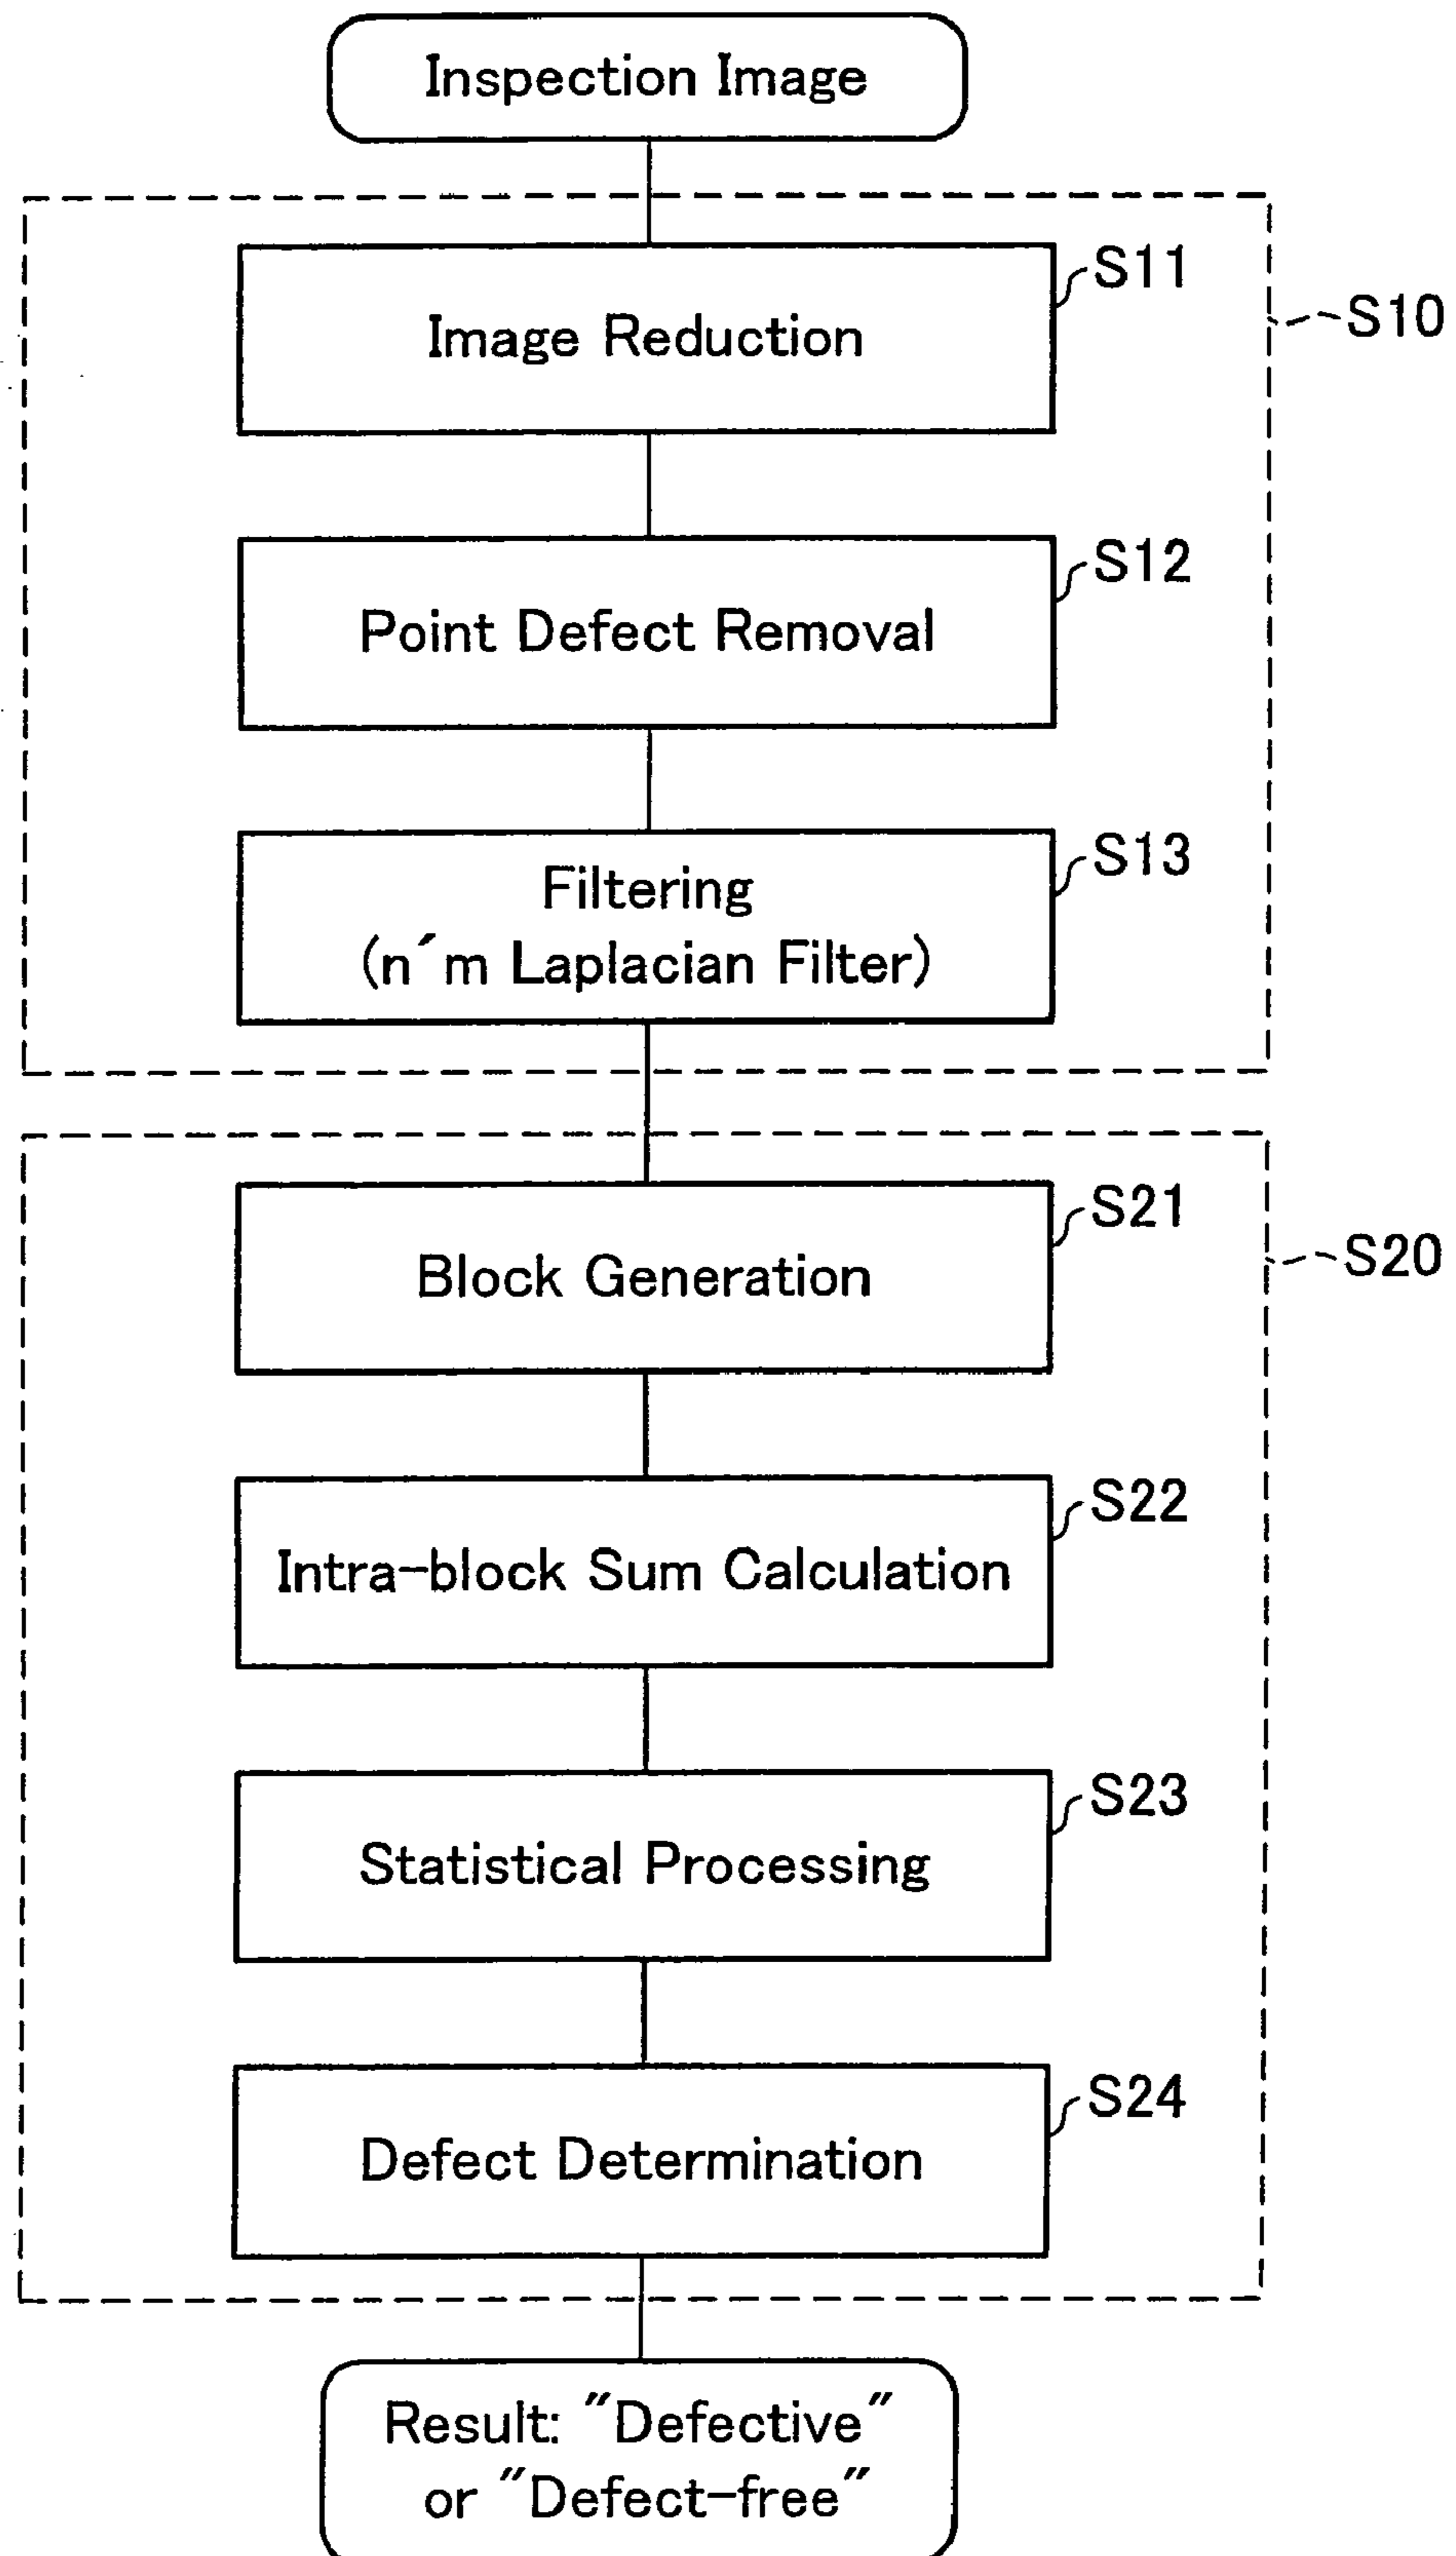 Inspection Image
S11
S10
Image Reduction
S12
Point Defect Removal
S13
Filtering
(n´m Laplacian Filter)
S21
S20
Block Generation
S22
Intra-block Sum Calculation
S23
Statistical Processing
S24
Defect Determination
Result: ″Defective″
or ″Defect-free″